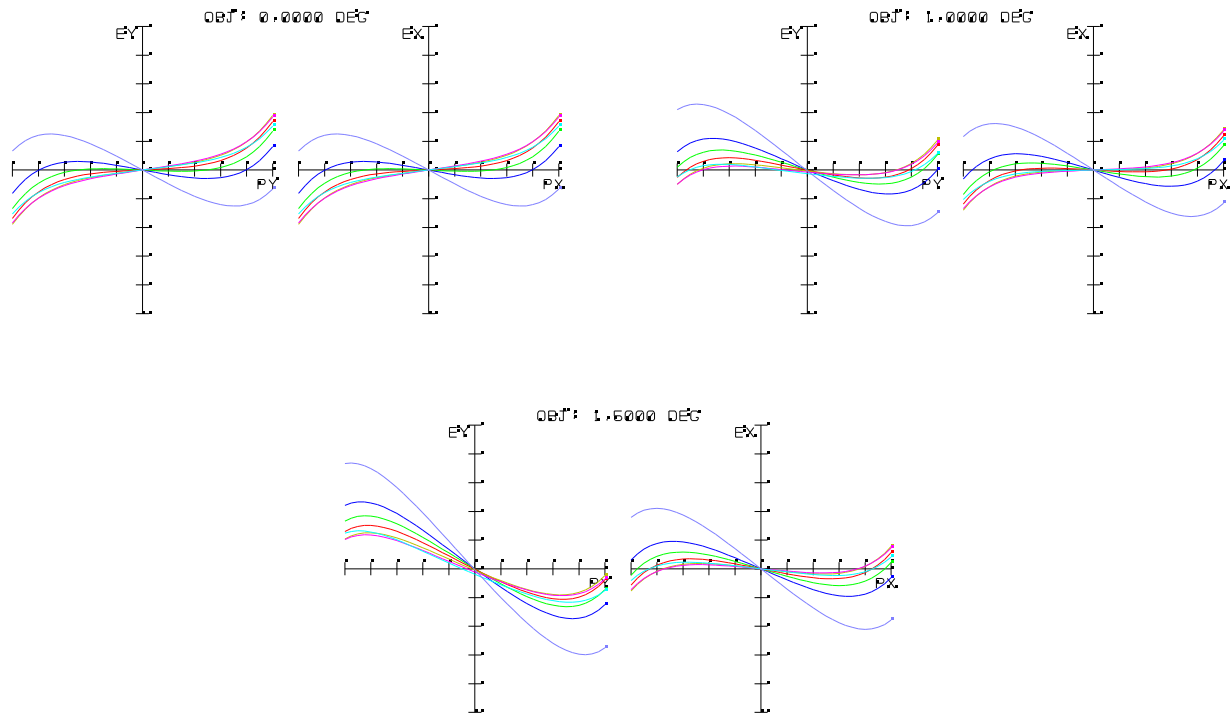 OBJ: 0.0000 DEG
EY
EX
PY
PX
OBJ: 1.0000 DEG
EY
EX
PY
PX
OBJ: 1.5000 DEG
EY
EX
PY
PX